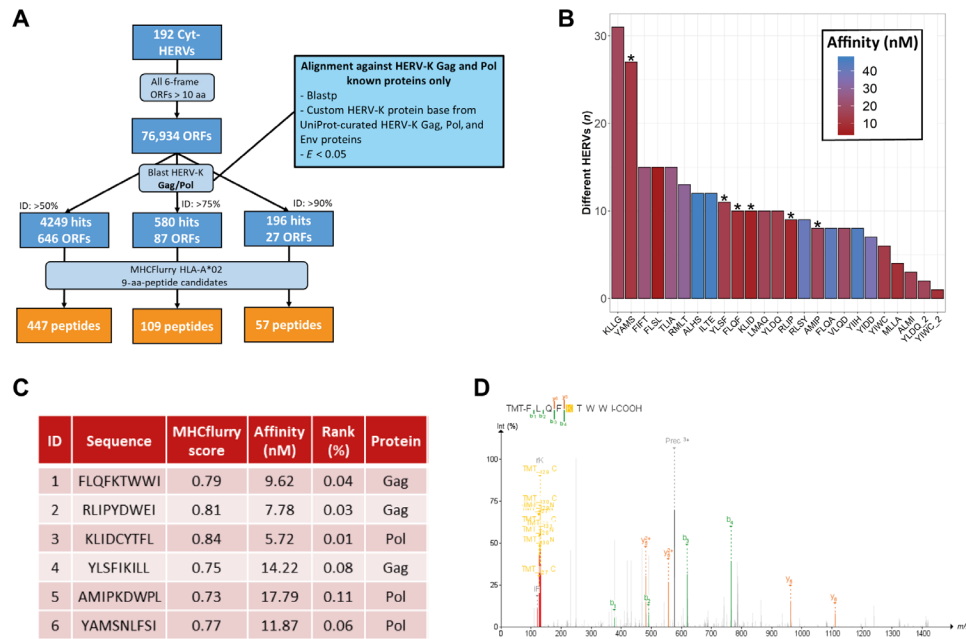 A
192 Cyt-
HERVs
All 6-frame
ORFs > 10 aa
76,934 ORFs
Alignment against HERV-K Gag and Pol
known proteins only
- Blastp
- Custom HERV-K protein base from
UniProt-curated HERV-K Gag, Pol, and
Env proteins
- E < 0.05
Blast HERV-K
Gag/Pol
ID: >50%
ID: >75%
ID: >90%
4249 hits
646 ORFs
580 hits
87 ORFs
196 hits
27 ORFs
MHCFlurry HLA-A*02
9-aa-peptide candidates
447 peptides
109 peptides
57 peptides
B
Different HERVs (n)
30
20
10
0
Affinity (nM)
40
30
20
10
* * * * * *
KLLG YAMS FIFT FLSL TLIA RMLT ALHS ILTE YLSF FLQF KLID LMAQ YLDQ RLIP RLSY AMIP FLQA VLQD YIIH YIDD YIWC MLLA ALMI YLDQ_2 YIWC_2
C
ID Sequence MHCflurry score Affinity (nM) Rank (%) Protein
1 FLQFKTWWI 0.79 9.62 0.04 Gag
2 RLIPYDWEI 0.81 7.78 0.03 Gag
3 KLIDCYTFL 0.84 5.72 0.01 Pol
4 YLSFIKILL 0.75 14.22 0.08 Gag
5 AMIPKDWPL 0.73 17.79 0.11 Pol
6 YAMSNLFSI 0.77 11.87 0.06 Pol
D
TMT-F L Q F T W W I-COOH
Int (%)
100
75
50
25
0
Prec
0 100 200 300 400 500 600 700 800 900 1000 1100 1200 1300 1400